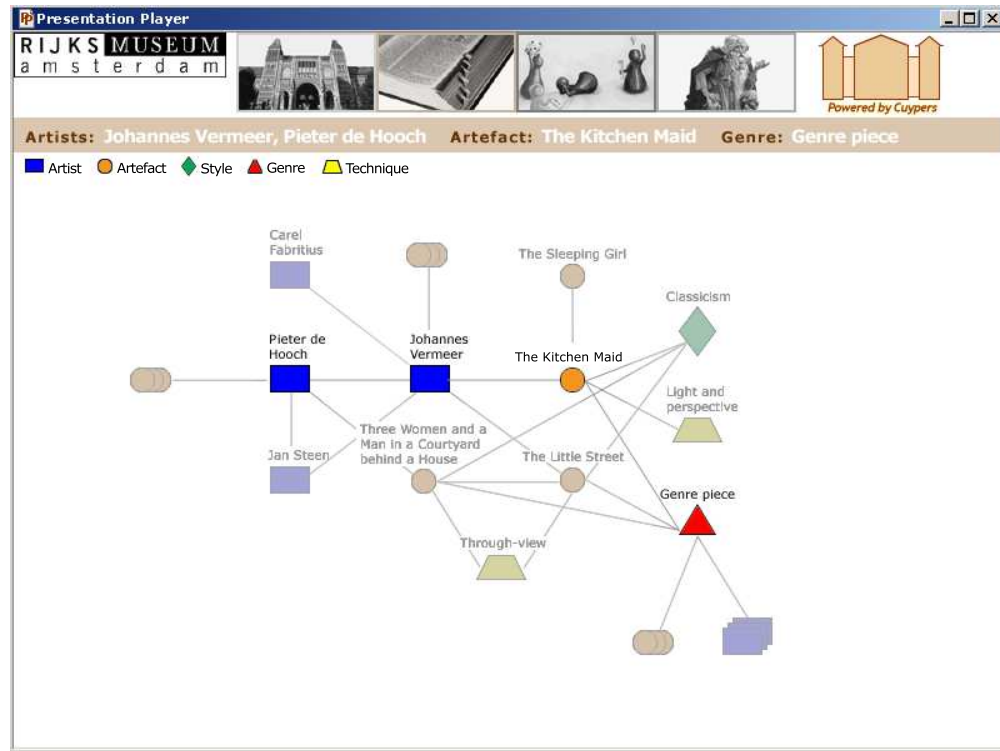 Presentation Player
RIJKS MUSEUM
amsterdam
Powered by Cuypers
Artists: Johannes Vermeer, Pieter de Hooch Artefact: The Kitchen Maid Genre: Genre piece
Artist Artefact Style Genre Technique
Carel
Fabritius
The Sleeping Girl
Classicism
Pieter de
Hooch
Johannes
Vermeer
The Kitchen Maid
Light and
perspective
Three Women and a
Man in a Courtyard
behind a House
Jan Steen
The Little Street
Genre piece
Through-view